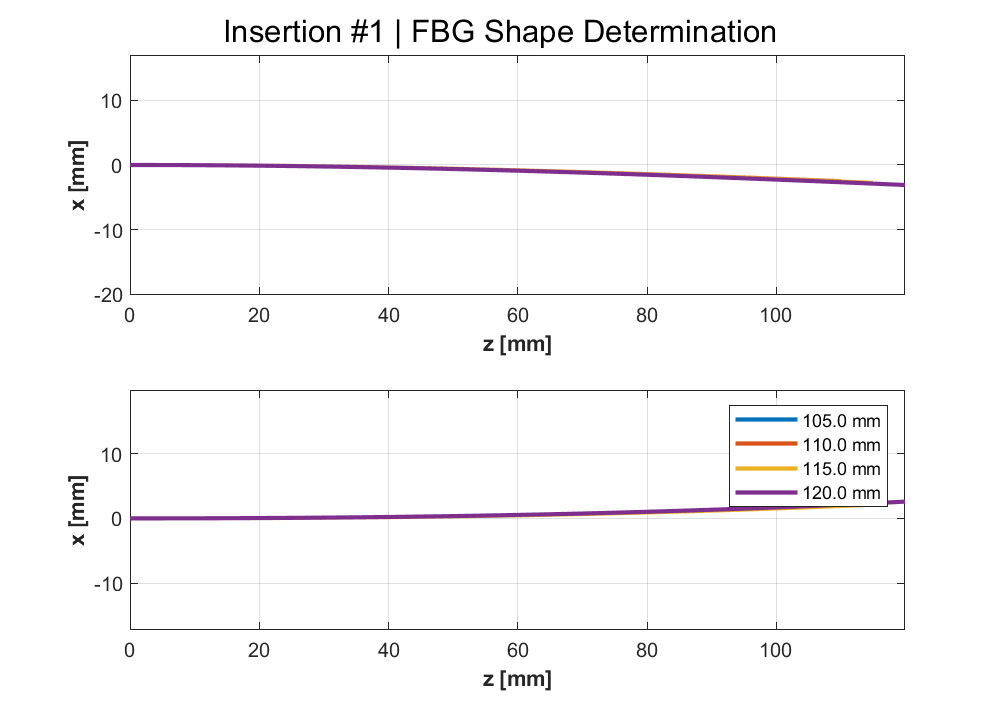 Insertion #1 | FBG Shape Determination
10
0
-10
-20
x [mm]
0 20 40 60 80 100
z [mm]
105.0 mm
110.0 mm
115.0 mm
120.0 mm
10
0
-10
x [mm]
0 20 40 60 80 100
z [mm]